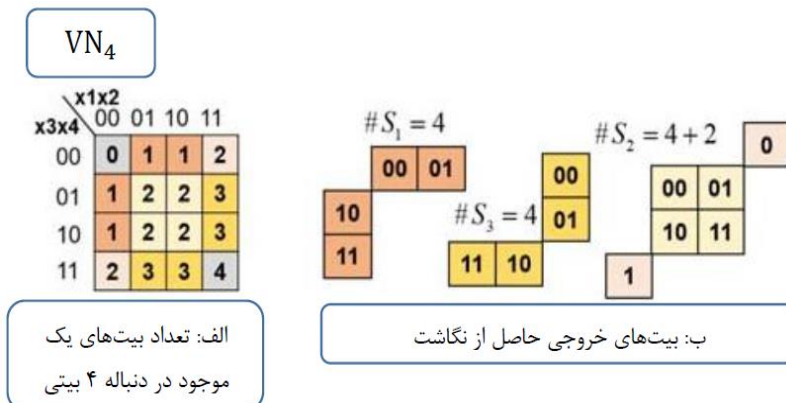 VN₄
x1x2
x3x4
00 01 10 11
00 0 1 1 2
01 1 2 2 3
10 1 2 2 3
11 2 3 3 4
#S₁ = 4
00 01
10
11
#S₃ = 4
00
01
11 10
#S₂ = 4 + 2
0
00 01
10 11
1
الف: تعداد بیت‌های یک
موجود در دنباله ۴ بیتی
ب: بیت‌های خروجی حاصل از نگاشت